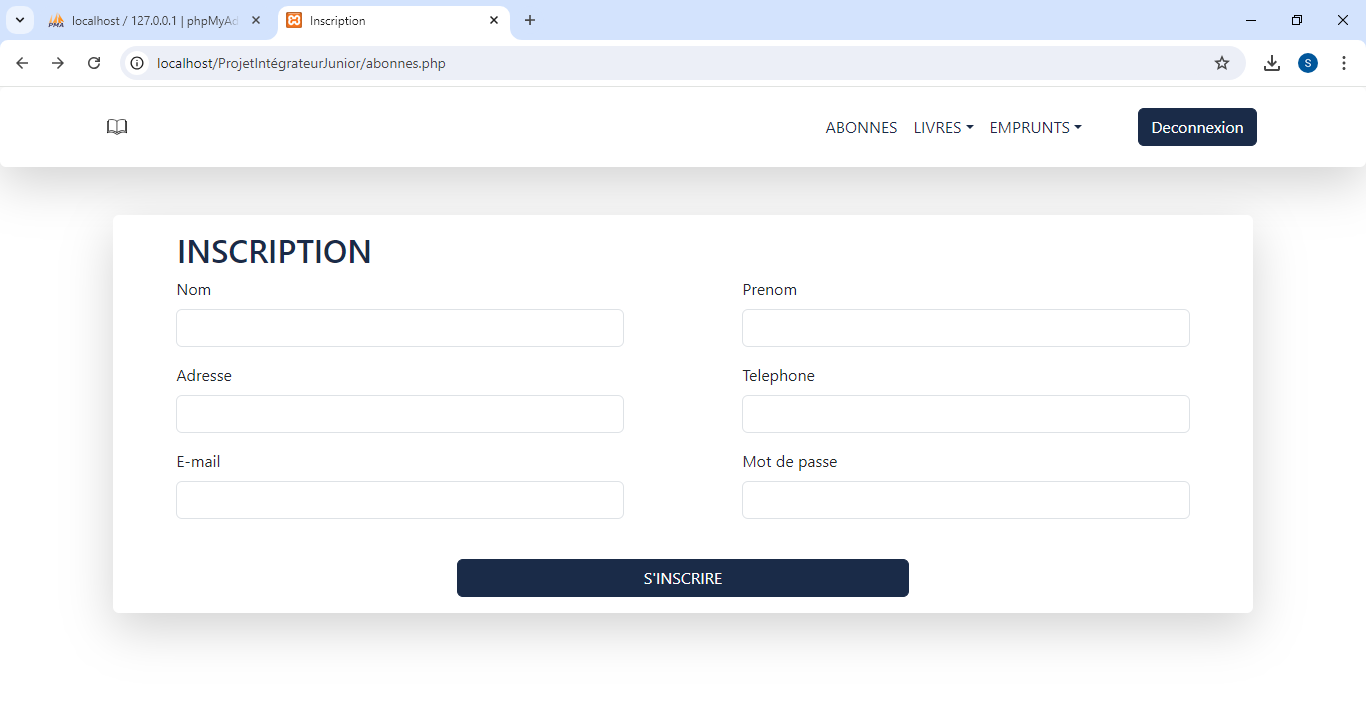 localhost / 127.0.0.1 | phpMyAd
Inscription
localhost/ProjetIntégrateurJunior/abonnes.php
S
ABONNES LIVRES EMPRUNTS Deconnexion
INSCRIPTION
Nom Prenom
Adresse Telephone
E-mail Mot de passe
S'INSCRIRE